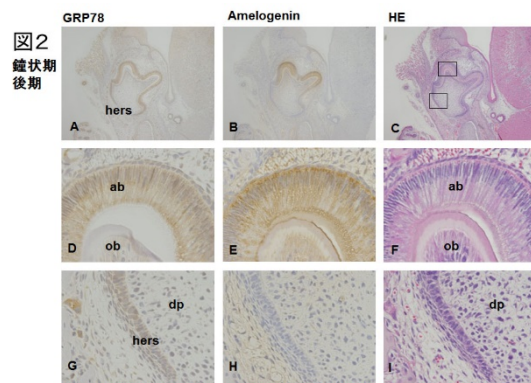 図2
鐘状期
後期
GRP78
Amelogenin
HE
hers
A
B
C
ab
ob
D
E
ab
ob
F
dp
hers
G
H
dp
I